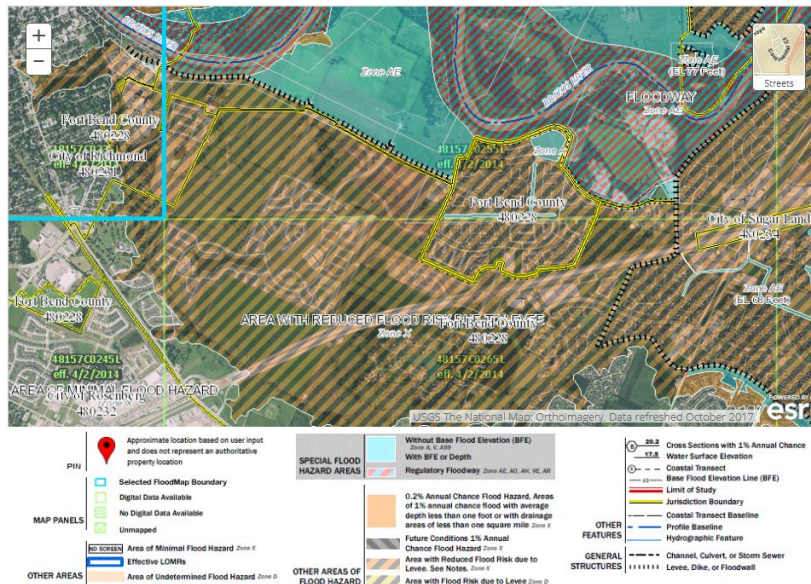 +
−
BRAZOS RIVER
Zone AE
BRAZOS RIVER
Zone AE
(EL 77 Feet)
Streets
FLOODWAY
Zone AE
Fort Bend County
480228
City of Richmond
480231
eff. 4/2/2014
48157C0255L
eff. 4/2/2014
Fort Bend County
480228
City of Sugar Land
480234
Zone AE
(EL 68 Feet)
Fort Bend County
480228
AREA WITH REDUCED FLOOD RISK DUE TO LEVEE
Zone X
Fort Bend County
480228
48157C0245L
eff. 4/2/2014
48157C0265L
eff. 4/2/2014
AREA OF MINIMAL FLOOD HAZARD
Zone X
City of Rosenberg
480232
POWERED BY
esri
USGS The National Map: Orthoimagery. Data refreshed October 2017.
PIN
Approximate location based on user input
and does not represent an authoritative
property location
MAP PANELS
Selected FloodMap Boundary
Digital Data Available
No Digital Data Available
Unmapped
OTHER AREAS
NO SCREEN Area of Minimal Flood Hazard Zone X
Effective LOMRs
Area of Undetermined Flood Hazard Zone D
SPECIAL FLOOD
HAZARD AREAS
Without Base Flood Elevation (BFE)
Zone A, V, A99
With BFE or Depth
Regulatory Floodway Zone AE, AO, AH, VE, AR
0.2% Annual Chance Flood Hazard, Areas
of 1% annual chance flood with average
depth less than one foot or with drainage
areas of less than one square mile Zone X
Future Conditions 1% Annual
Chance Flood Hazard Zone X
Area with Reduced Flood Risk due to
Levee. See Notes. Zone X
Area with Flood Risk due to Levee Zone D
OTHER AREAS OF
FLOOD HAZARD
B 20.2 Cross Sections with 1% Annual Chance
17.5 Water Surface Elevation
Coastal Transect
Base Flood Elevation Line (BFE)
Limit of Study
Jurisdiction Boundary
Coastal Transect Baseline
OTHER
FEATURES
Profile Baseline
Hydrographic Feature
GENERAL
STRUCTURES
Channel, Culvert, or Storm Sewer
Levee, Dike, or Floodwall